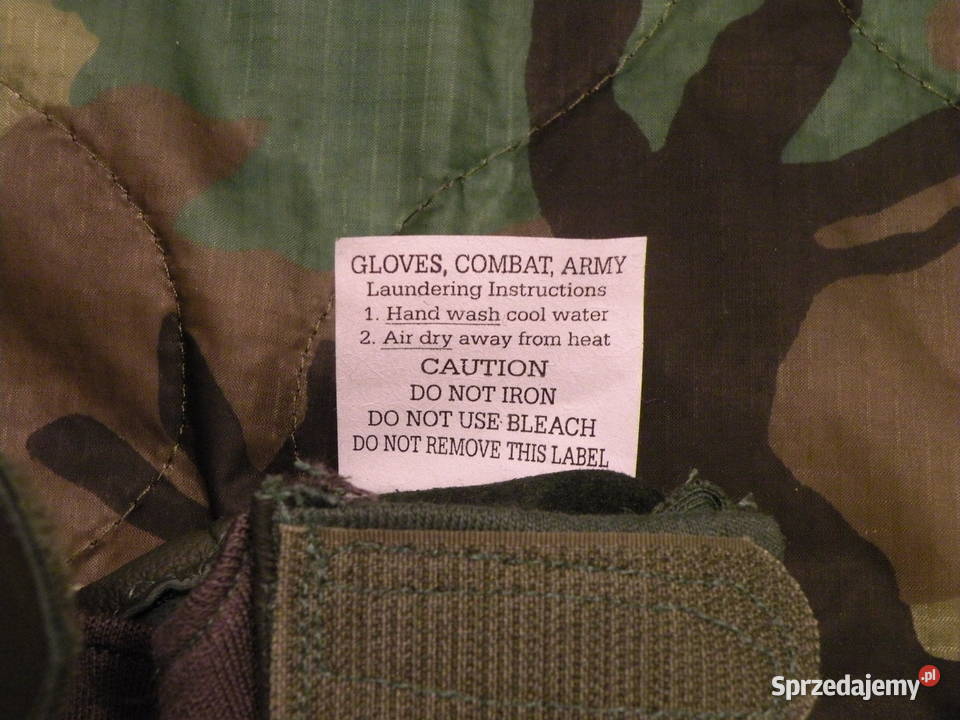 GLOVES, COMBAT, ARMY
Laundering Instructions
1. Hand wash cool water
2. Air dry away from heat
CAUTION
DO NOT IRON
DO NOT USE BLEACH
DO NOT REMOVE THIS LABEL
Sprzedajemy.pl